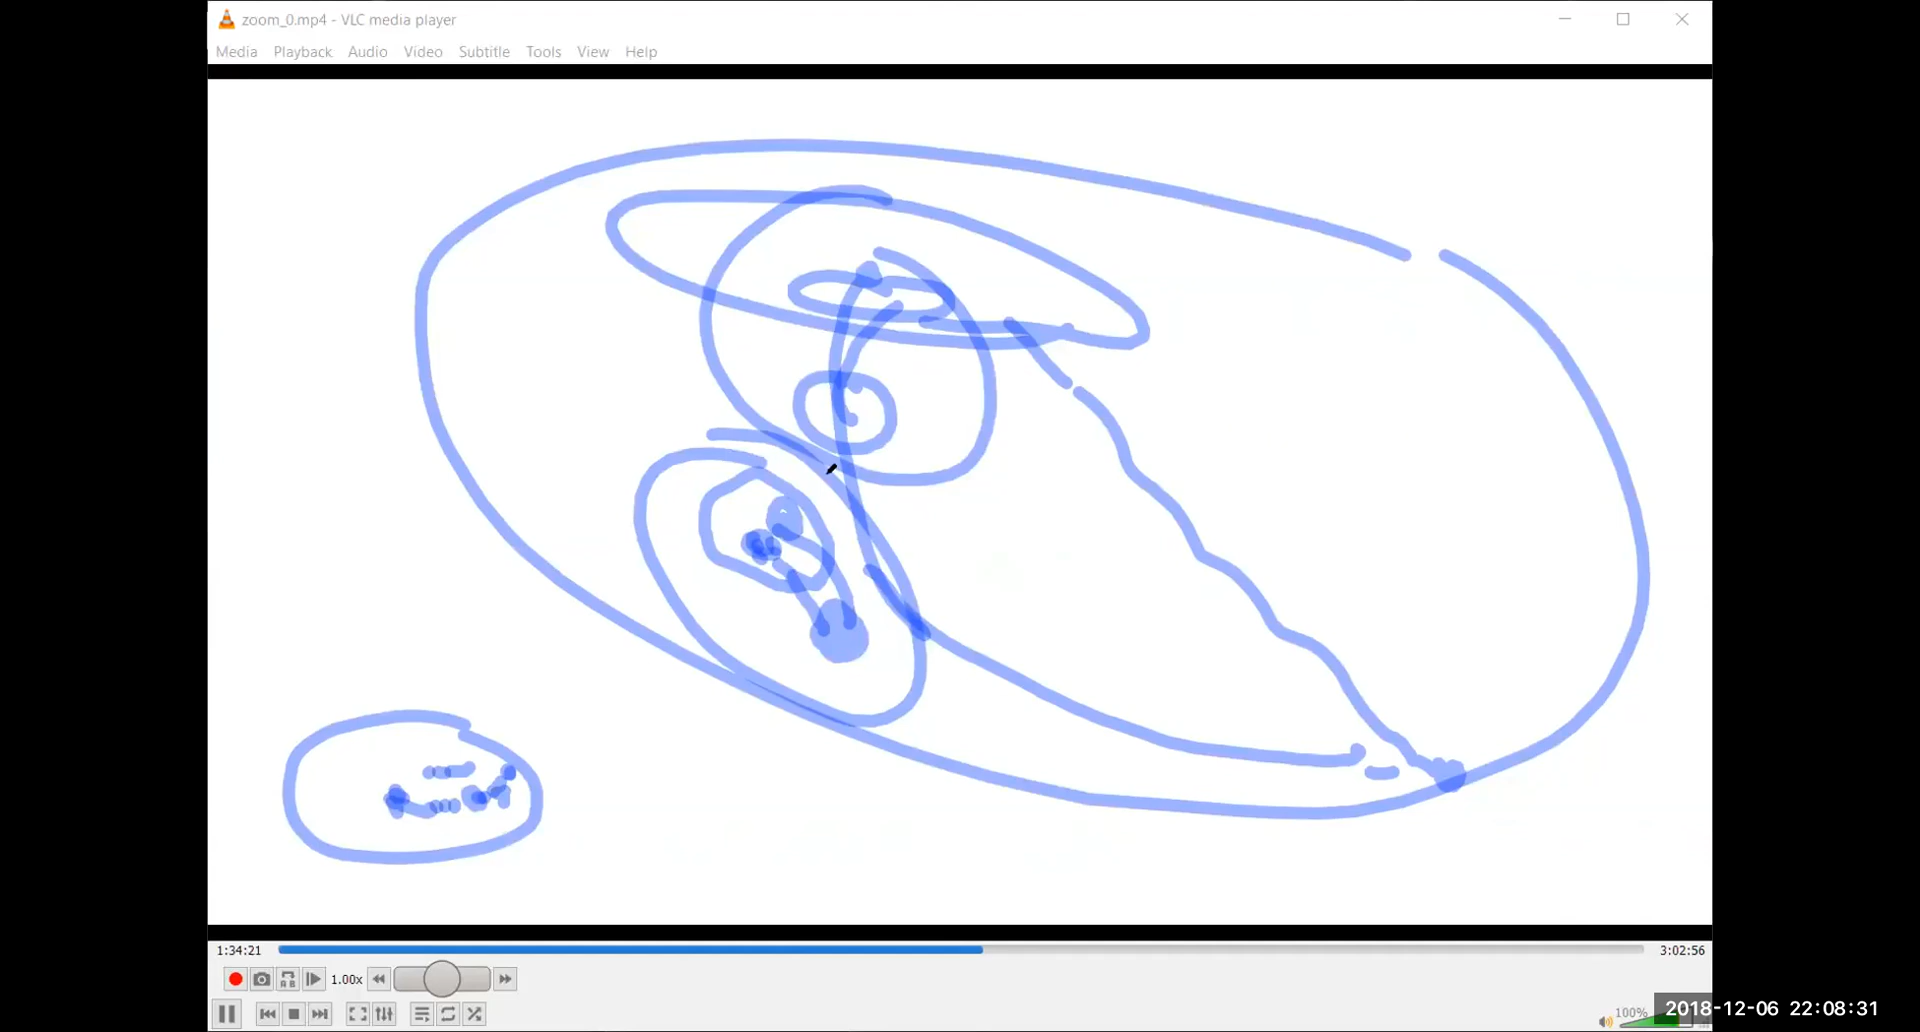 zoom_0.mp4 - VLC media player
Media Playback Audio Video Subtitle Tools View Help
1:34:21
3:02:56
1.00x
100%
2018-12-06 22:08:31